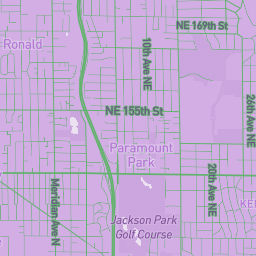 NE 169th St
Ronald
10th Ave NE
26th Ave NE
NE 155th St
Paramount
Park
Meridian Ave N
20th Ave NE
Jackson Park
Golf Course